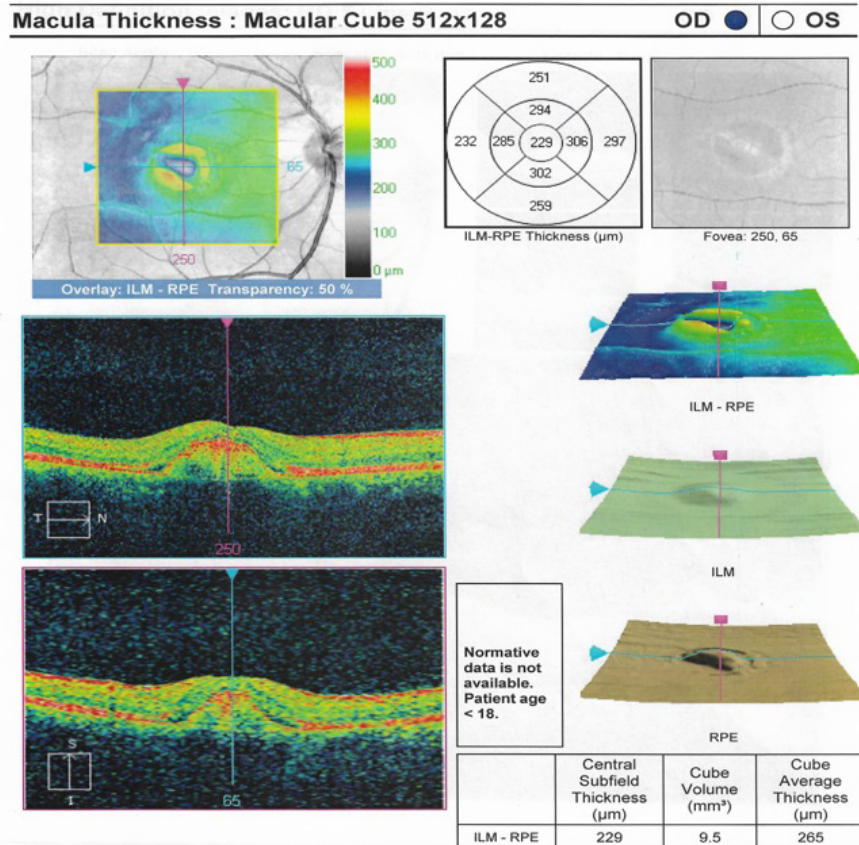 Macula Thickness : Macular Cube 512x128
OD OS
500
400
300
200
100
0 µm
65
250
Overlay: ILM - RPE Transparency: 50 %
251
294
232 285 229 306 297
302
259
ILM-RPE Thickness (µm)
Fovea: 250, 65
ILM - RPE
T N
250
ILM
S
I
65
Normative
data is not
available.
Patient age
< 18.
RPE
Central
Subfield
Thickness
(µm)
Cube
Volume
(mm³)
Cube
Average
Thickness
(µm)
ILM - RPE 229 9.5 265